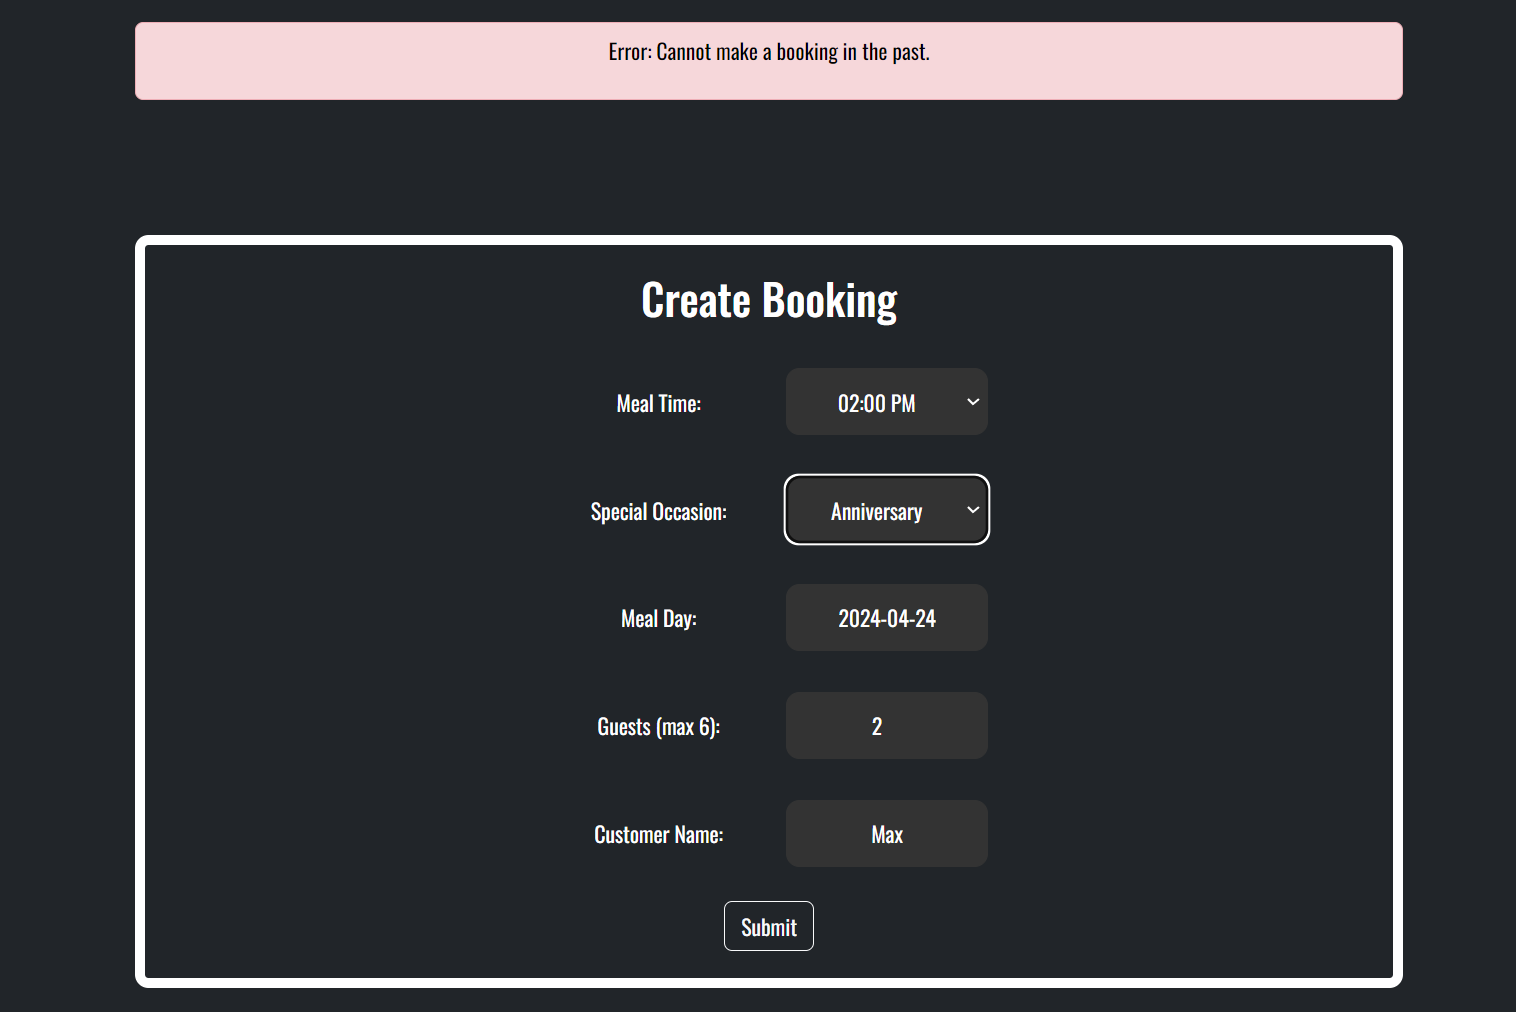 Error: Cannot make a booking in the past.
Create Booking
Meal Time: 02:00 PM
Special Occasion: Anniversary
Meal Day: 2024-04-24
Guests (max 6): 2
Customer Name: Max
Submit